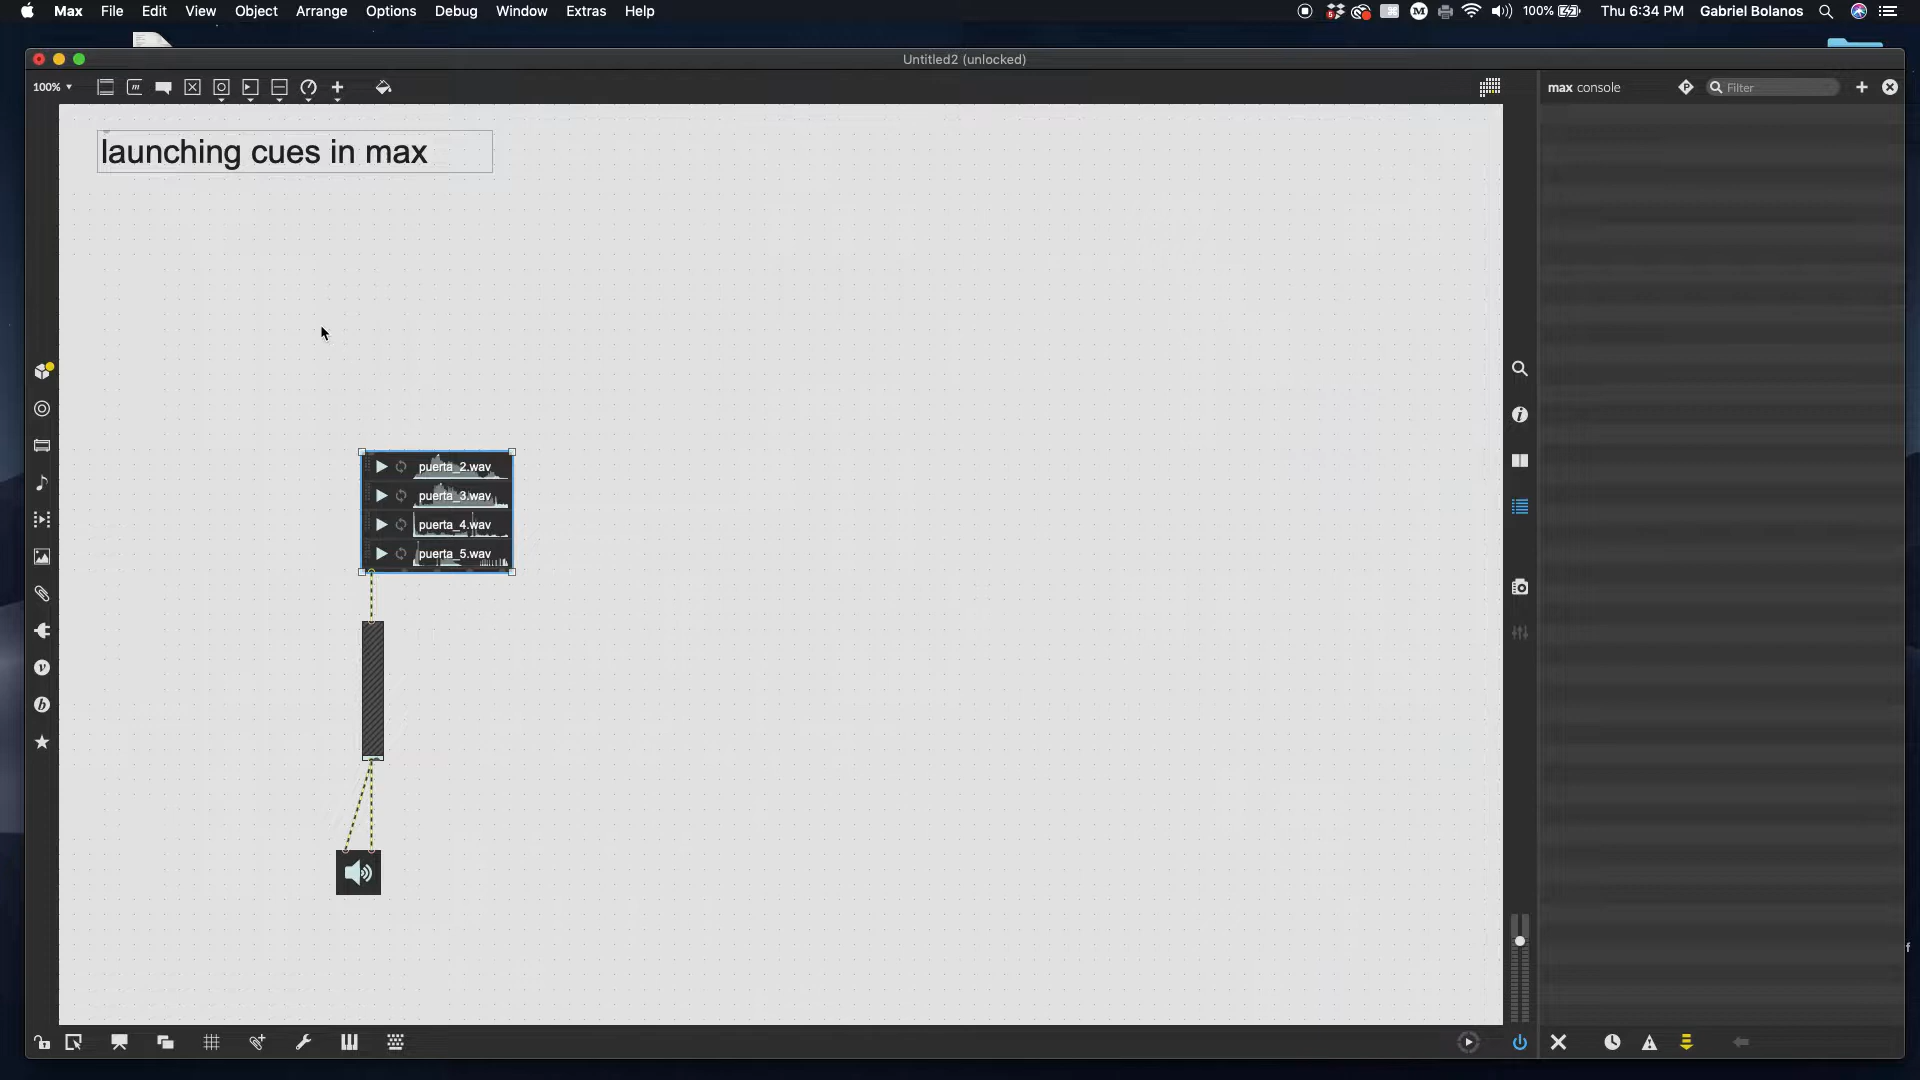 Max File Edit View Object Arrange Options Debug Window Extras Help
100% Thu 6:34 PM Gabriel Bolanos
Untitled2 (unlocked)
100%
max console
Filter
launching cues in max
puerta_2.wav
puerta_3.wav
puerta_4.wav
puerta_5.wav